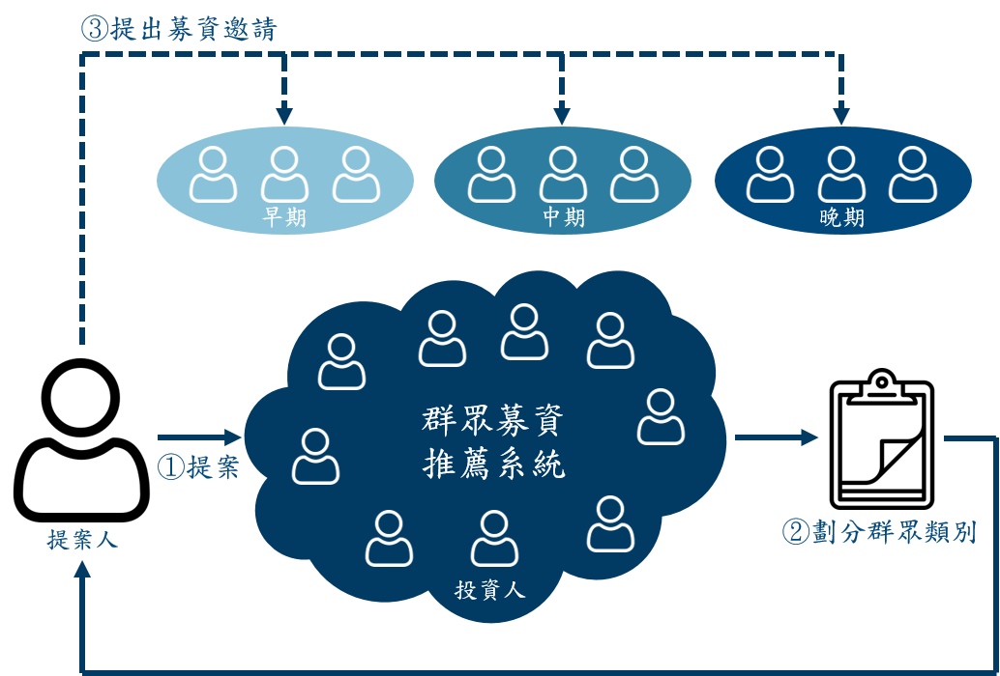 ③提出募資邀請
早期
中期
晚期
群眾募資
推薦系統
①提案
提案人
②劃分群眾類別
投資人